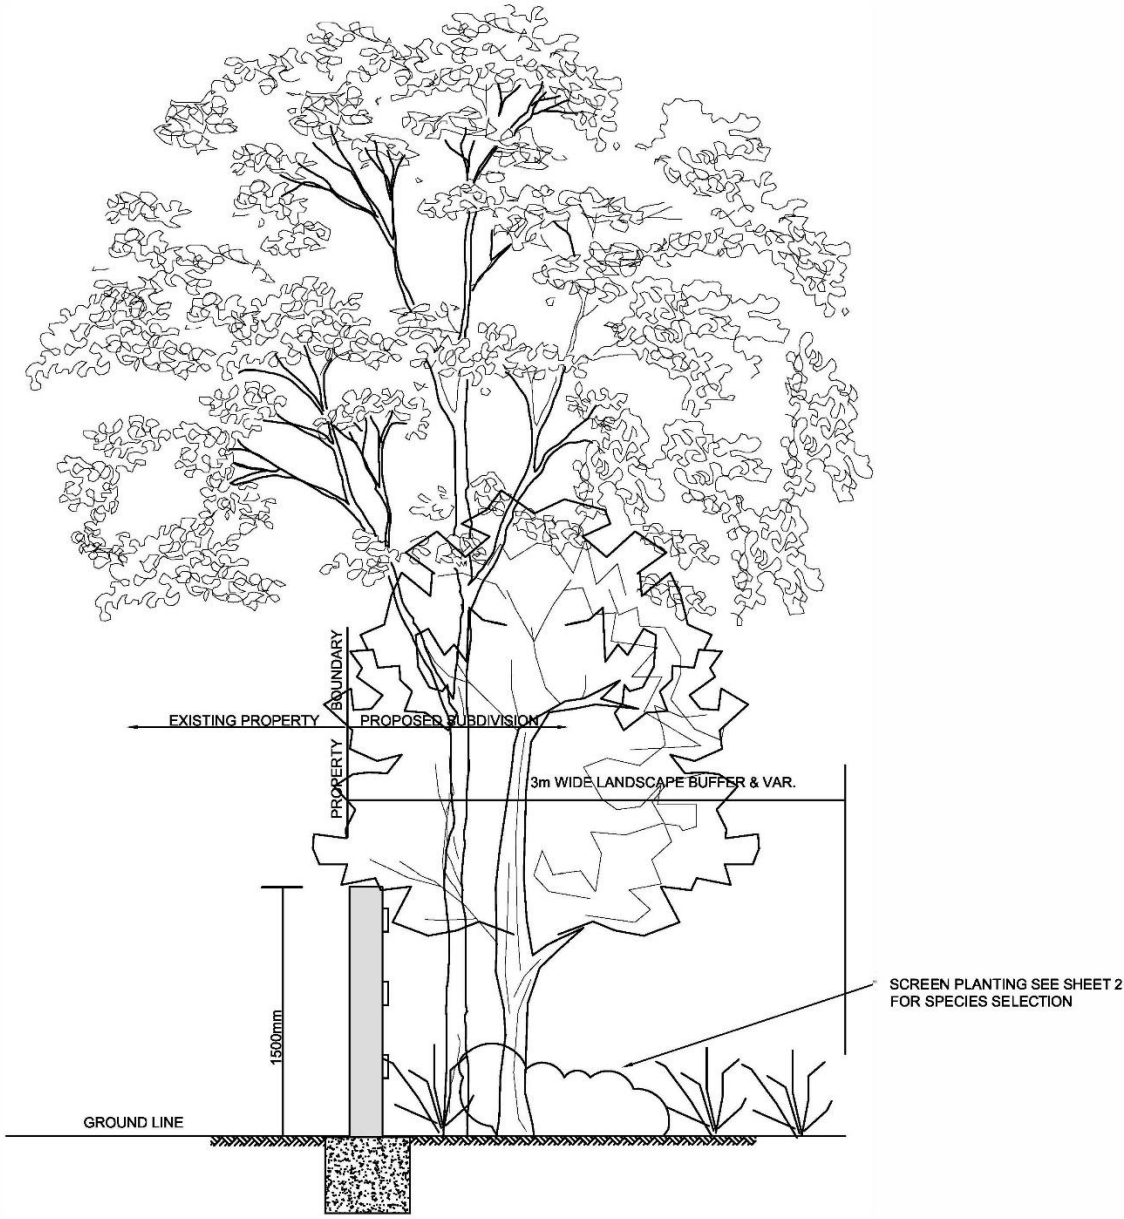 PROPERTY BOUNDARY
EXISTING PROPERTY
PROPOSED SUBDIVISION
3m WIDE LANDSCAPE BUFFER & VAR.
1500mm
SCREEN PLANTING SEE SHEET 2
FOR SPECIES SELECTION
GROUND LINE